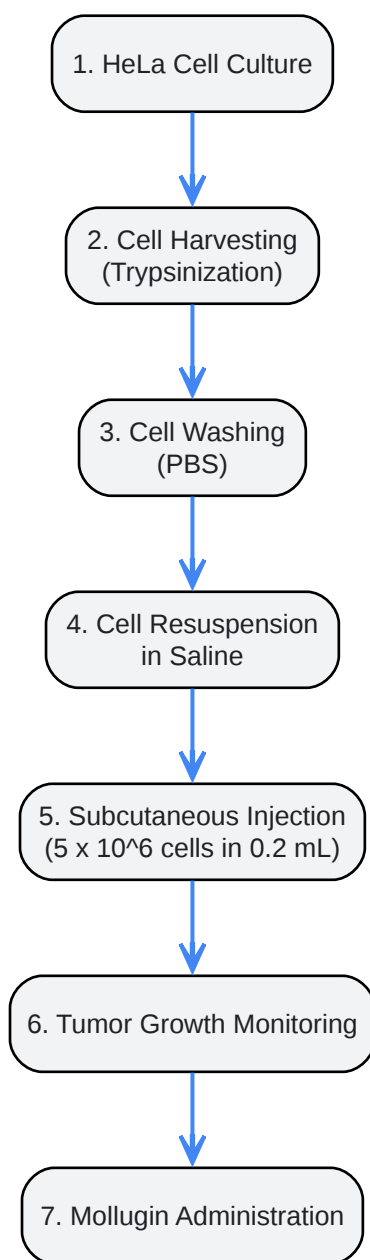 1. HeLa Cell Culture
2. Cell Harvesting
(Trypsinization)
3. Cell Washing
(PBS)
4. Cell Resuspension
in Saline
5. Subcutaneous Injection
(5 x 10^6 cells in 0.2 mL)
6. Tumor Growth Monitoring
7. Mollugin Administration